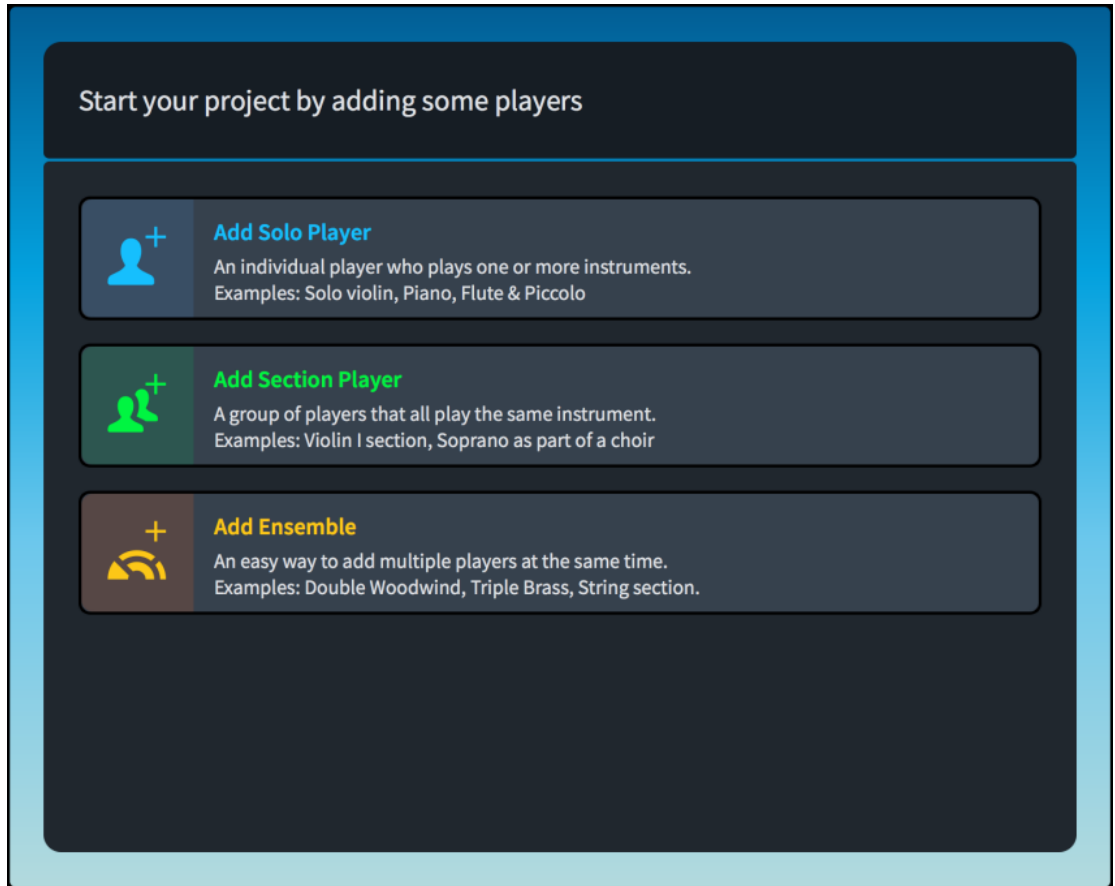 Start your project by adding some players
Add Solo Player
An individual player who plays one or more instruments.
Examples: Solo violin, Piano, Flute & Piccolo
Add Section Player
A group of players that all play the same instrument.
Examples: Violin I section, Soprano as part of a choir
Add Ensemble
An easy way to add multiple players at the same time.
Examples: Double Woodwind, Triple Brass, String section.